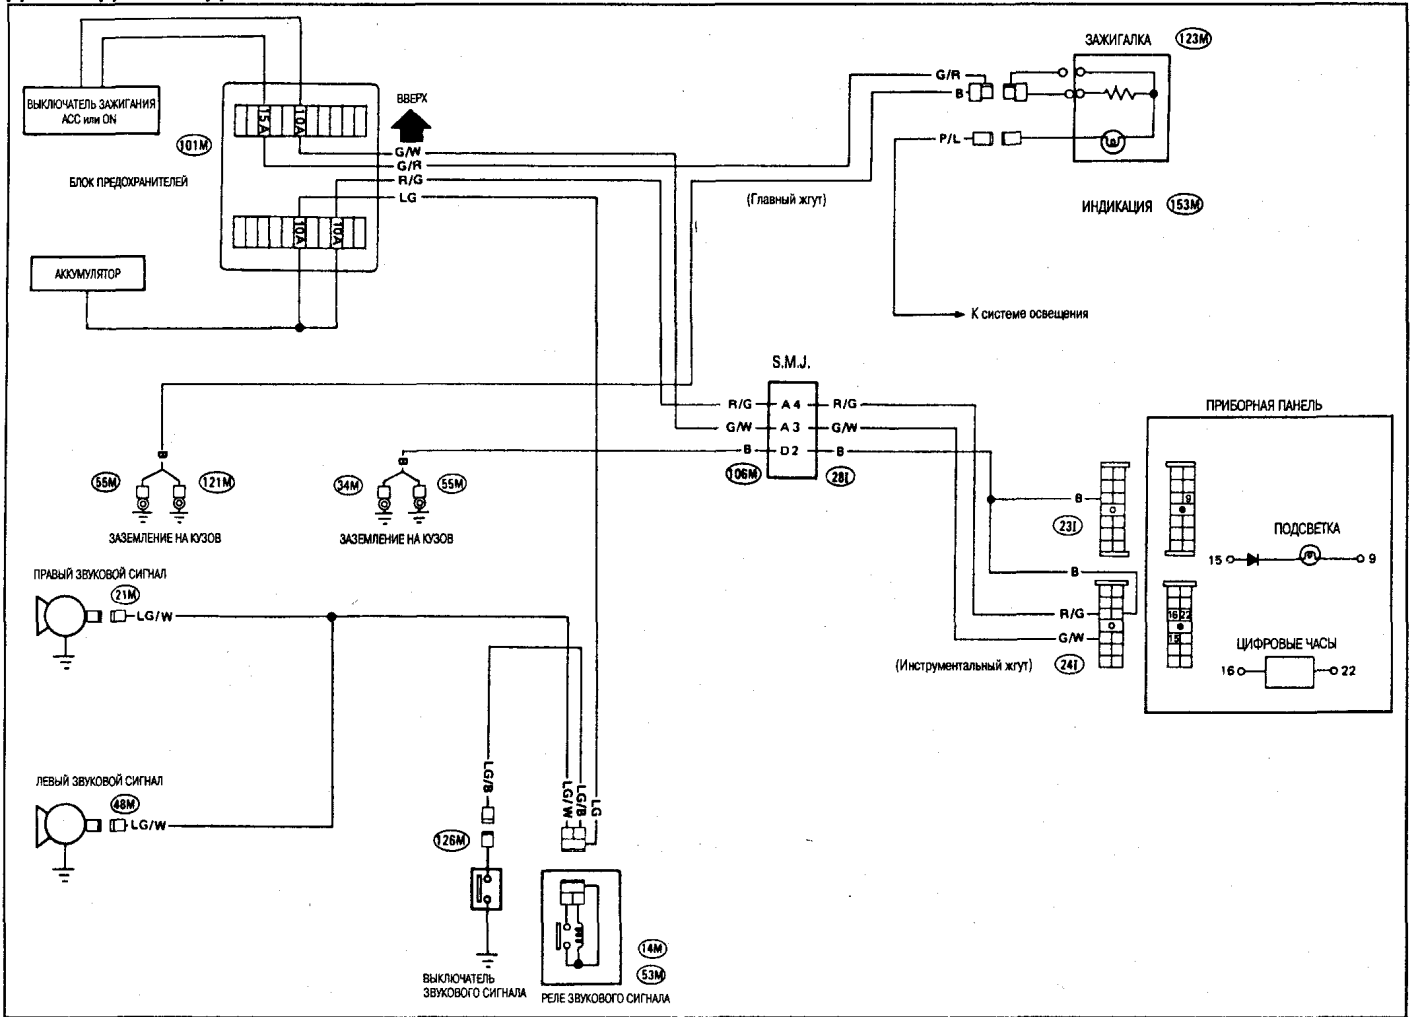 ЗАЖИГАЛКА 123M
G/R
B
P/L
ВЫКЛЮЧАТЕЛЬ ЗАЖИГАНИЯ
ACC или ON
15A 10A
ВВЕРХ
101M
G/W
G/R
R/G
LG
БЛОК ПРЕДОХРАНИТЕЛЕЙ
(Главный жгут)
ИНДИКАЦИЯ 153M
10A 10A
АККУМУЛЯТОР
К системе освещения
S.M.J.
R/G A4 R/G
G/W A3 G/W
B D2 B
106M 28I
ПРИБОРНАЯ ПАНЕЛЬ
B
55M 121M
ЗАЗЕМЛЕНИЕ НА КУЗОВ
B
34M 55M
ЗАЗЕМЛЕНИЕ НА КУЗОВ
B
23I
9
ПОДСВЕТКА
15 9
B
R/G
G/W
16 22
15
(Инструментальный жгут) 24I
ЦИФРОВЫЕ ЧАСЫ
16 22
ПРАВЫЙ ЗВУКОВОЙ СИГНАЛ
21M
LG/W
ЛЕВЫЙ ЗВУКОВОЙ СИГНАЛ
48M
LG/W
LG/B
LG/W
LG/B
LG
126M
14M
53M
ВЫКЛЮЧАТЕЛЬ
ЗВУКОВОГО СИГНАЛА
РЕЛЕ ЗВУКОВОГО СИГНАЛА